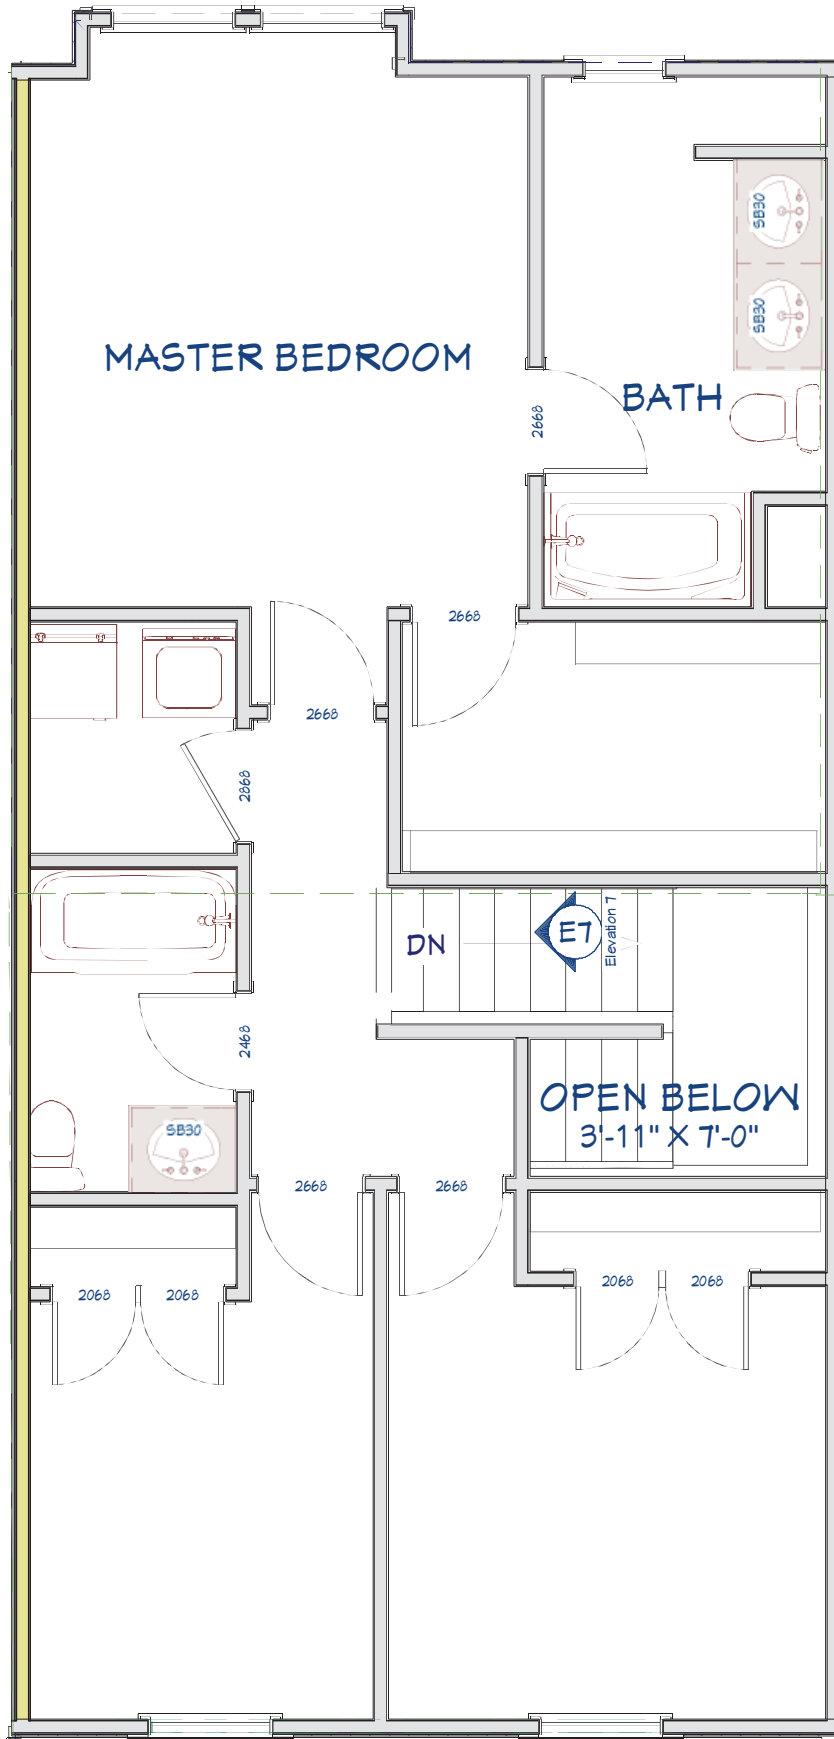 SB30
SB30
MASTER BEDROOM
BATH
2668
2668
2668
2868
DN
E7
Elevation 7
2468
OPEN BELOW
3'-11" X 7'-0"
SB30
2668
2668
2068
2068
2068
2068